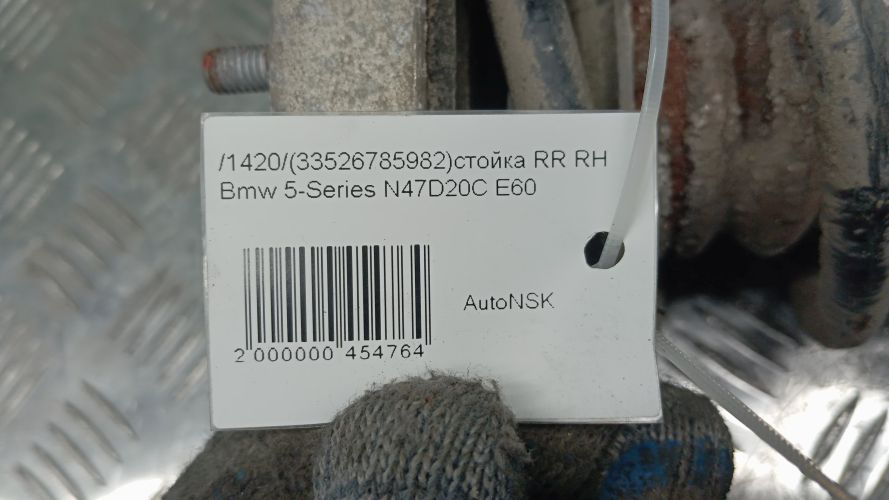 /1420/(33526785982)стойка RR RH
Bmw 5-Series N47D20C E60
AutoNSK
2 000000 454764